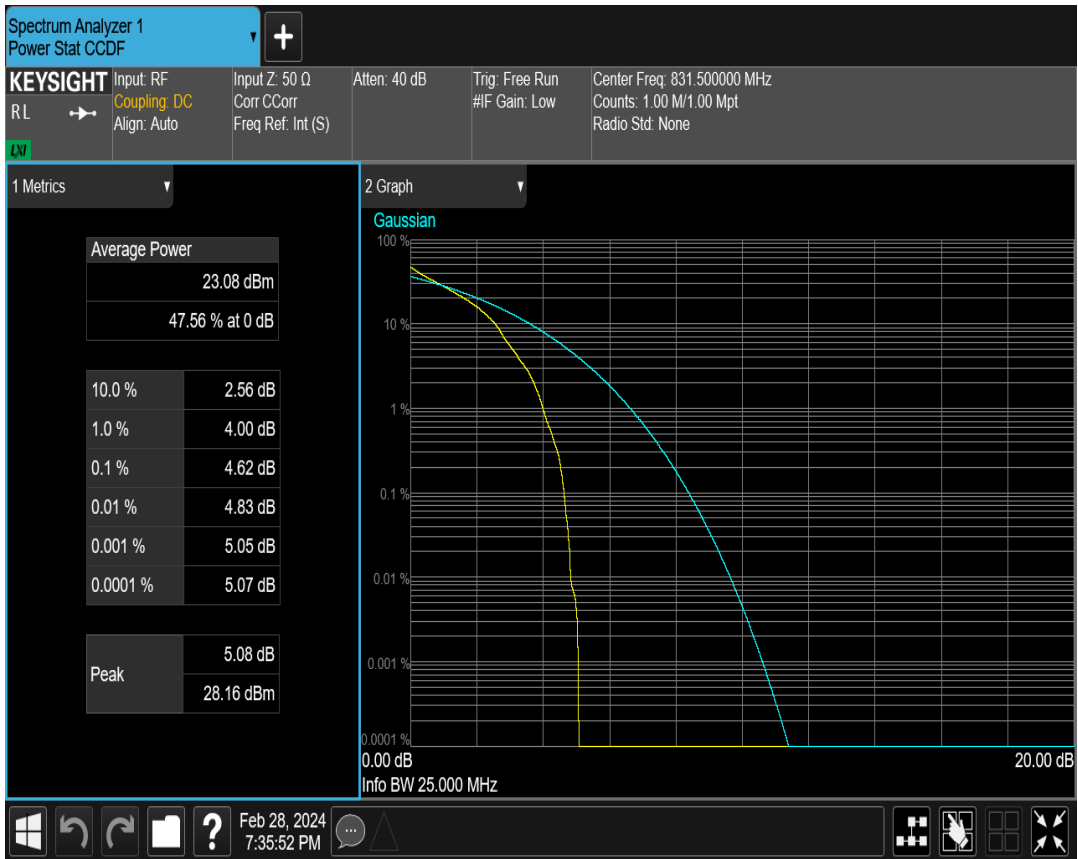 Spectrum Analyzer 1
Power Stat CCDF
+
KEYSIGHT
RL
LXI
Input: RF
Coupling: DC
Align: Auto
Input Z: 50 Ω
Corr CCorr
Freq Ref: Int (S)
Atten: 40 dB
Trig: Free Run
#IF Gain: Low
Center Freq: 831.500000 MHz
Counts: 1.00 M/1.00 Mpt
Radio Std: None
1 Metrics
Average Power
23.08 dBm
47.56 % at 0 dB
10.0 % 2.56 dB
1.0 % 4.00 dB
0.1 % 4.62 dB
0.01 % 4.83 dB
0.001 % 5.05 dB
0.0001 % 5.07 dB
Peak
5.08 dB
28.16 dBm
2 Graph
Gaussian
100 %
10 %
1 %
0.1 %
0.01 %
0.001 %
0.0001 %
0.00 dB 20.00 dB
Info BW 25.000 MHz
?
Feb 28, 2024
7:35:52 PM